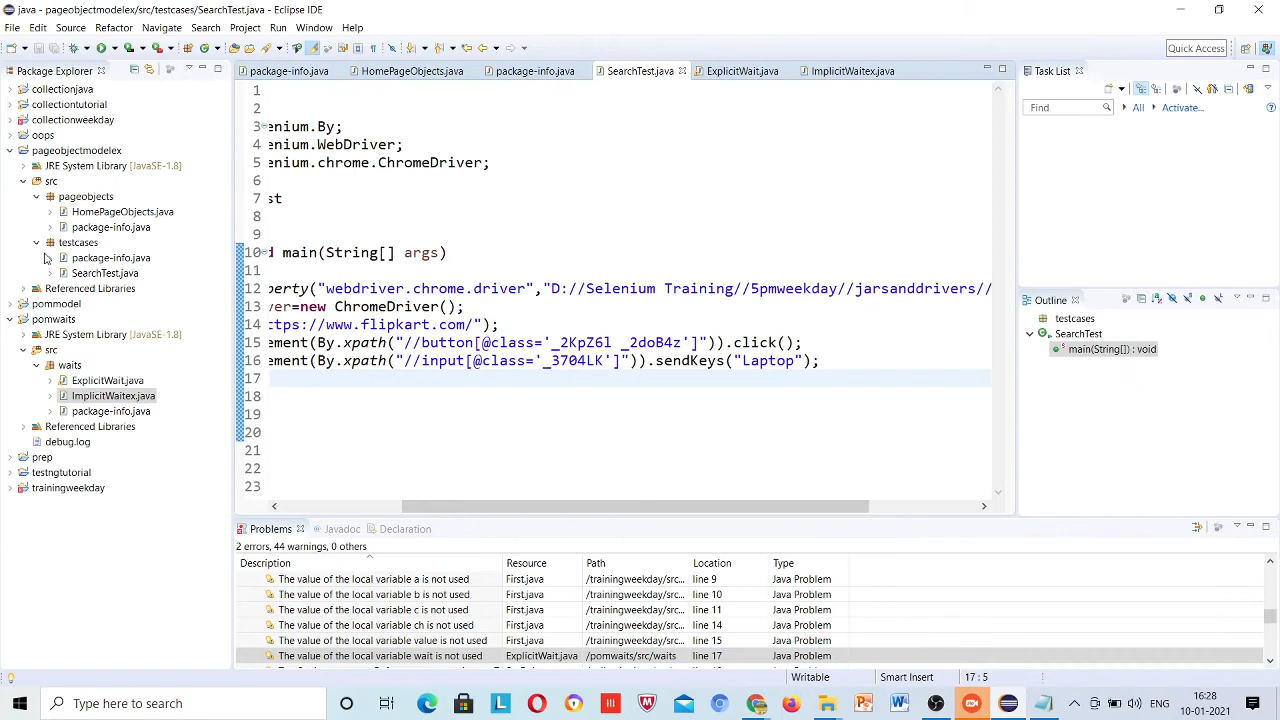 java - pageobjectmodelex/src/testcases/SearchTest.java - Eclipse IDE
File Edit Source Refactor Navigate Search Project Run Window Help
Quick Access
Package Explorer
collectionjava
collectiontutorial
collectionweekday
oops
pageobjectmodelex
JRE System Library [JavaSE-1.8]
src
pageobjects
HomePageObjects.java
package-info.java
testcases
package-info.java
SearchTest.java
Referenced Libraries
pommodel
pomwaits
JRE System Library [JavaSE-1.8]
src
waits
ExplicitWait.java
ImplicitWaitex.java
package-info.java
Referenced Libraries
debug.log
prep
testngtutorial
trainingweekday
package-info.java HomePageObjects.java package-info.java SearchTest.java ExplicitWait.java ImplicitWaitex.java
1
2
3 enium.By;
4 enium.WebDriver;
5 enium.chrome.ChromeDriver;
6
7 st
8
9
10 d main(String[] args)
11
12 perty("webdriver.chrome.driver","D://Selenium Training//5pmweekday//jarsanddrivers//
13 ver=new ChromeDriver();
14 ttps://www.flipkart.com/");
15 ement(By.xpath("//button[@class='_2KpZ6l _2doB4z']")).click();
16 ement(By.xpath("//input[@class='_3704LK']")).sendKeys("Laptop");
17
18
19
20
21
22
23
Task List
Find All Activate...
Outline
testcases
SearchTest
main(String[]) : void
Problems Javadoc Declaration
2 errors, 44 warnings, 0 others
Description Resource Path Location Type
The value of the local variable a is not used First.java /trainingweekday/src... line 9 Java Problem
The value of the local variable b is not used First.java /trainingweekday/src... line 10 Java Problem
The value of the local variable c is not used First.java /trainingweekday/src... line 11 Java Problem
The value of the local variable ch is not used First.java /trainingweekday/src... line 14 Java Problem
The value of the local variable value is not used First.java /trainingweekday/src... line 15 Java Problem
The value of the local variable wait is not used ExplicitWait.java /pomwaits/src/waits line 17 Java Problem
Writable Smart Insert 17 : 5
Type here to search
ENG
16:28
10-01-2021